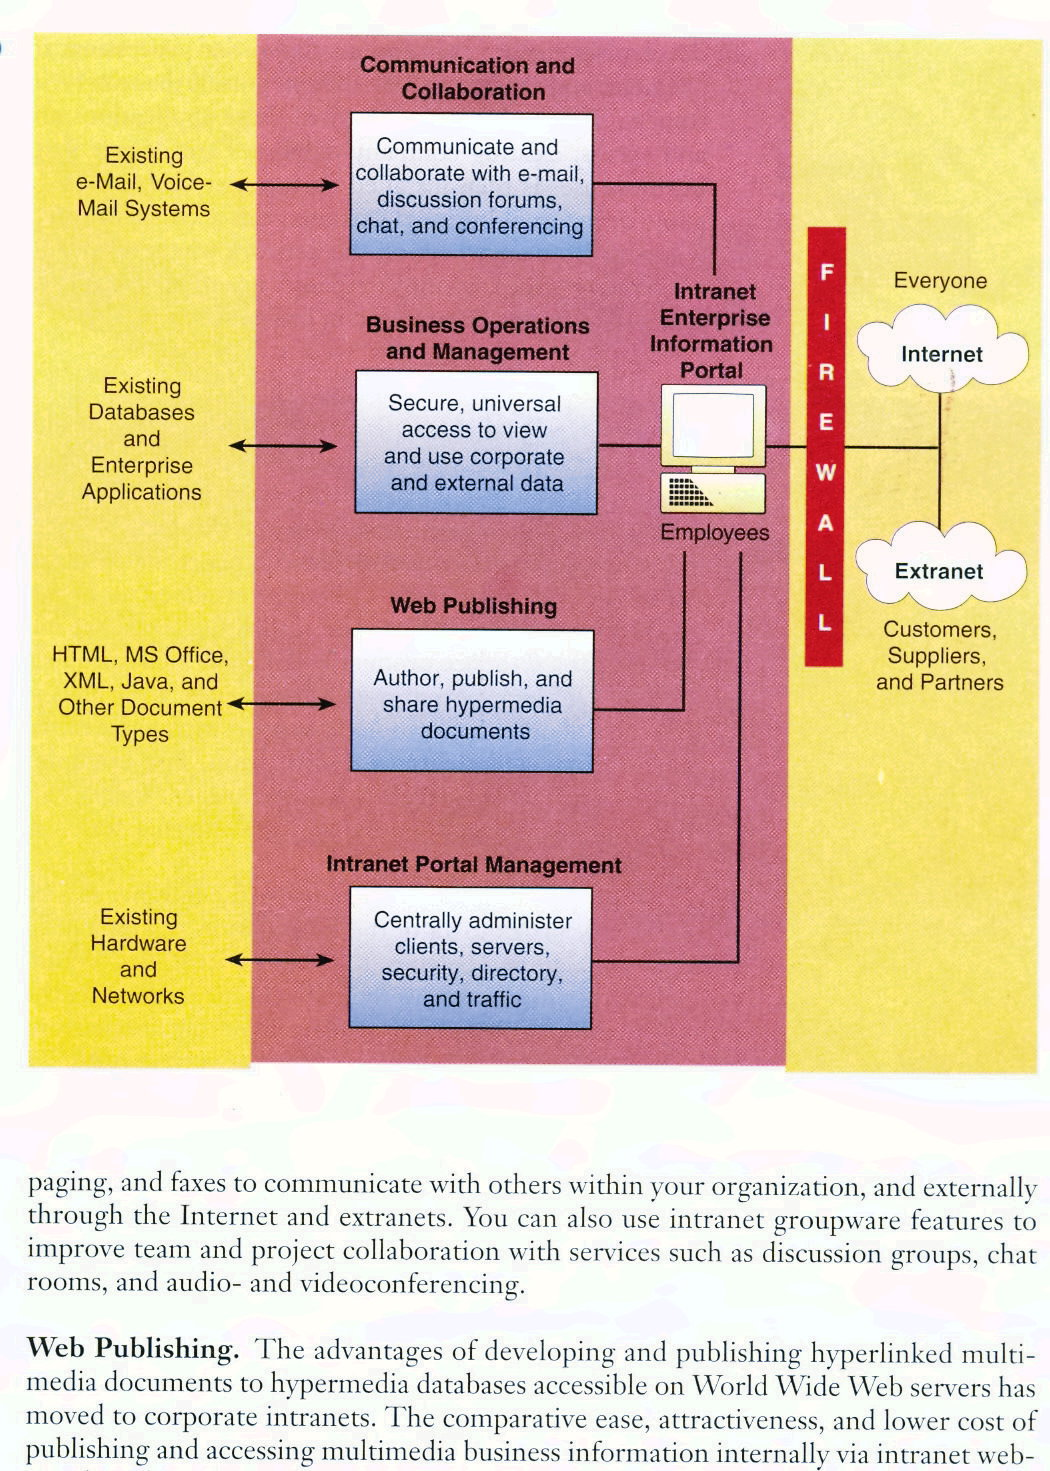 Communication and
Collaboration
Existing
e-Mail, Voice-
Mail Systems
Communicate and
collaborate with e-mail,
discussion forums,
chat, and conferencing
Intranet
Enterprise
Information
Portal
Employees
Business Operations
and Management
Existing
Databases
and
Enterprise
Applications
Secure, universal
access to view
and use corporate
and external data
FIREWALL
Everyone
Internet
Extranet
Customers,
Suppliers,
and Partners
Web Publishing
HTML, MS Office,
XML, Java, and
Other Document
Types
Author, publish, and
share hypermedia
documents
Intranet Portal Management
Existing
Hardware
and
Networks
Centrally administer
clients, servers,
security, directory,
and traffic
paging, and faxes to communicate with others within your organization, and externally
through the Internet and extranets. You can also use intranet groupware features to
improve team and project collaboration with services such as discussion groups, chat
rooms, and audio- and videoconferencing.
Web Publishing. The advantages of developing and publishing hyperlinked multi-
media documents to hypermedia databases accessible on World Wide Web servers has
moved to corporate intranets. The comparative ease, attractiveness, and lower cost of
publishing and accessing multimedia business information internally via intranet web-